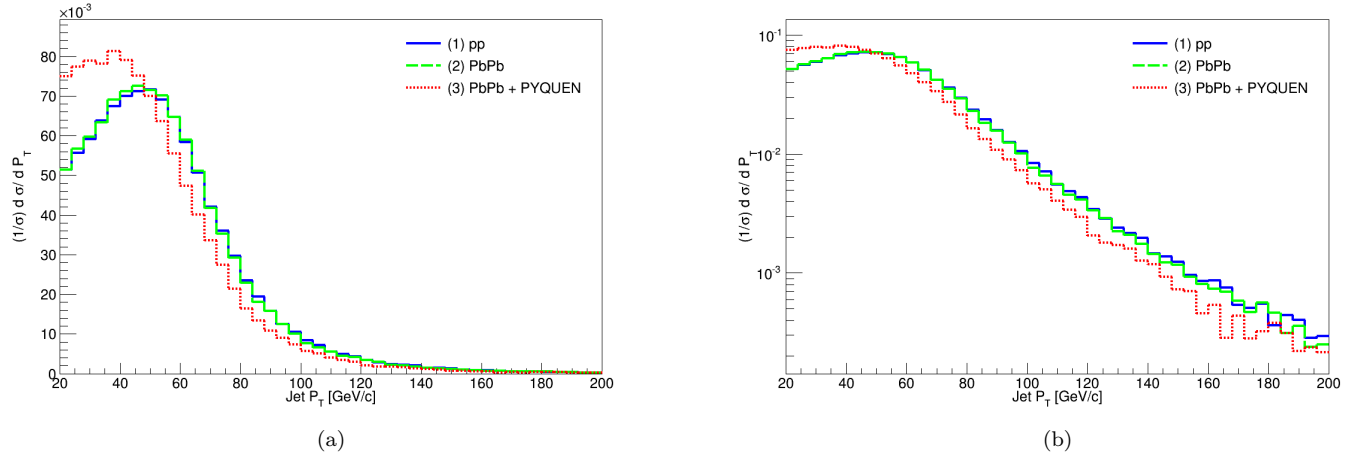 ×10⁻³
(1/σ) d σ/ d P_T
80
70
60
50
40
30
20
10
0
(1) pp
(2) PbPb
(3) PbPb + PYQUEN
20 40 60 80 100 120 140 160 180 200
Jet P_T [GeV/c]
(a)
(1/σ) d σ/ d P_T
10⁻¹
10⁻²
10⁻³
(1) pp
(2) PbPb
(3) PbPb + PYQUEN
20 40 60 80 100 120 140 160 180 200
Jet P_T [GeV/c]
(b)